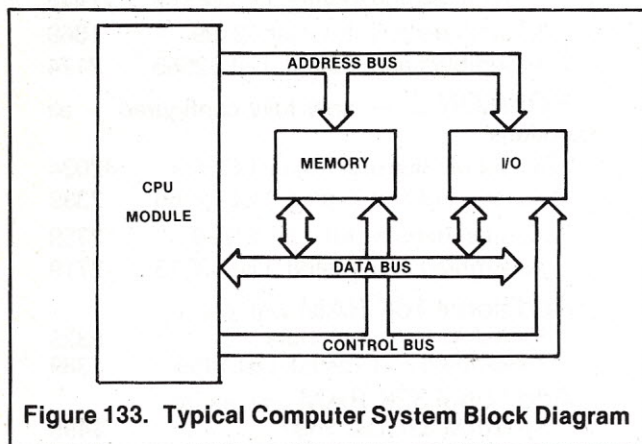 ADDRESS BUS
MEMORY
I/O
CPU
MODULE
DATA BUS
CONTROL BUS
Figure 133. Typical Computer System Block Diagram